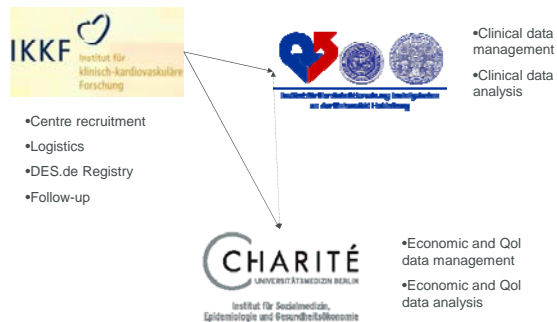 IKKF
Institut für
klinisch-kardiovaskuläre
Forschung
•Centre recruitment
•Logistics
•DES.de Registry
•Follow-up
•Clinical data
management
•Clinical data
analysis
CHARITÉ
UNIVERSITÄTSMEDIZIN BERLIN
Institut für Sozialmedizin,
Epidemiologie und Gesundheitsökonomie
•Economic and Qol
data management
•Economic and Qol
data analysis